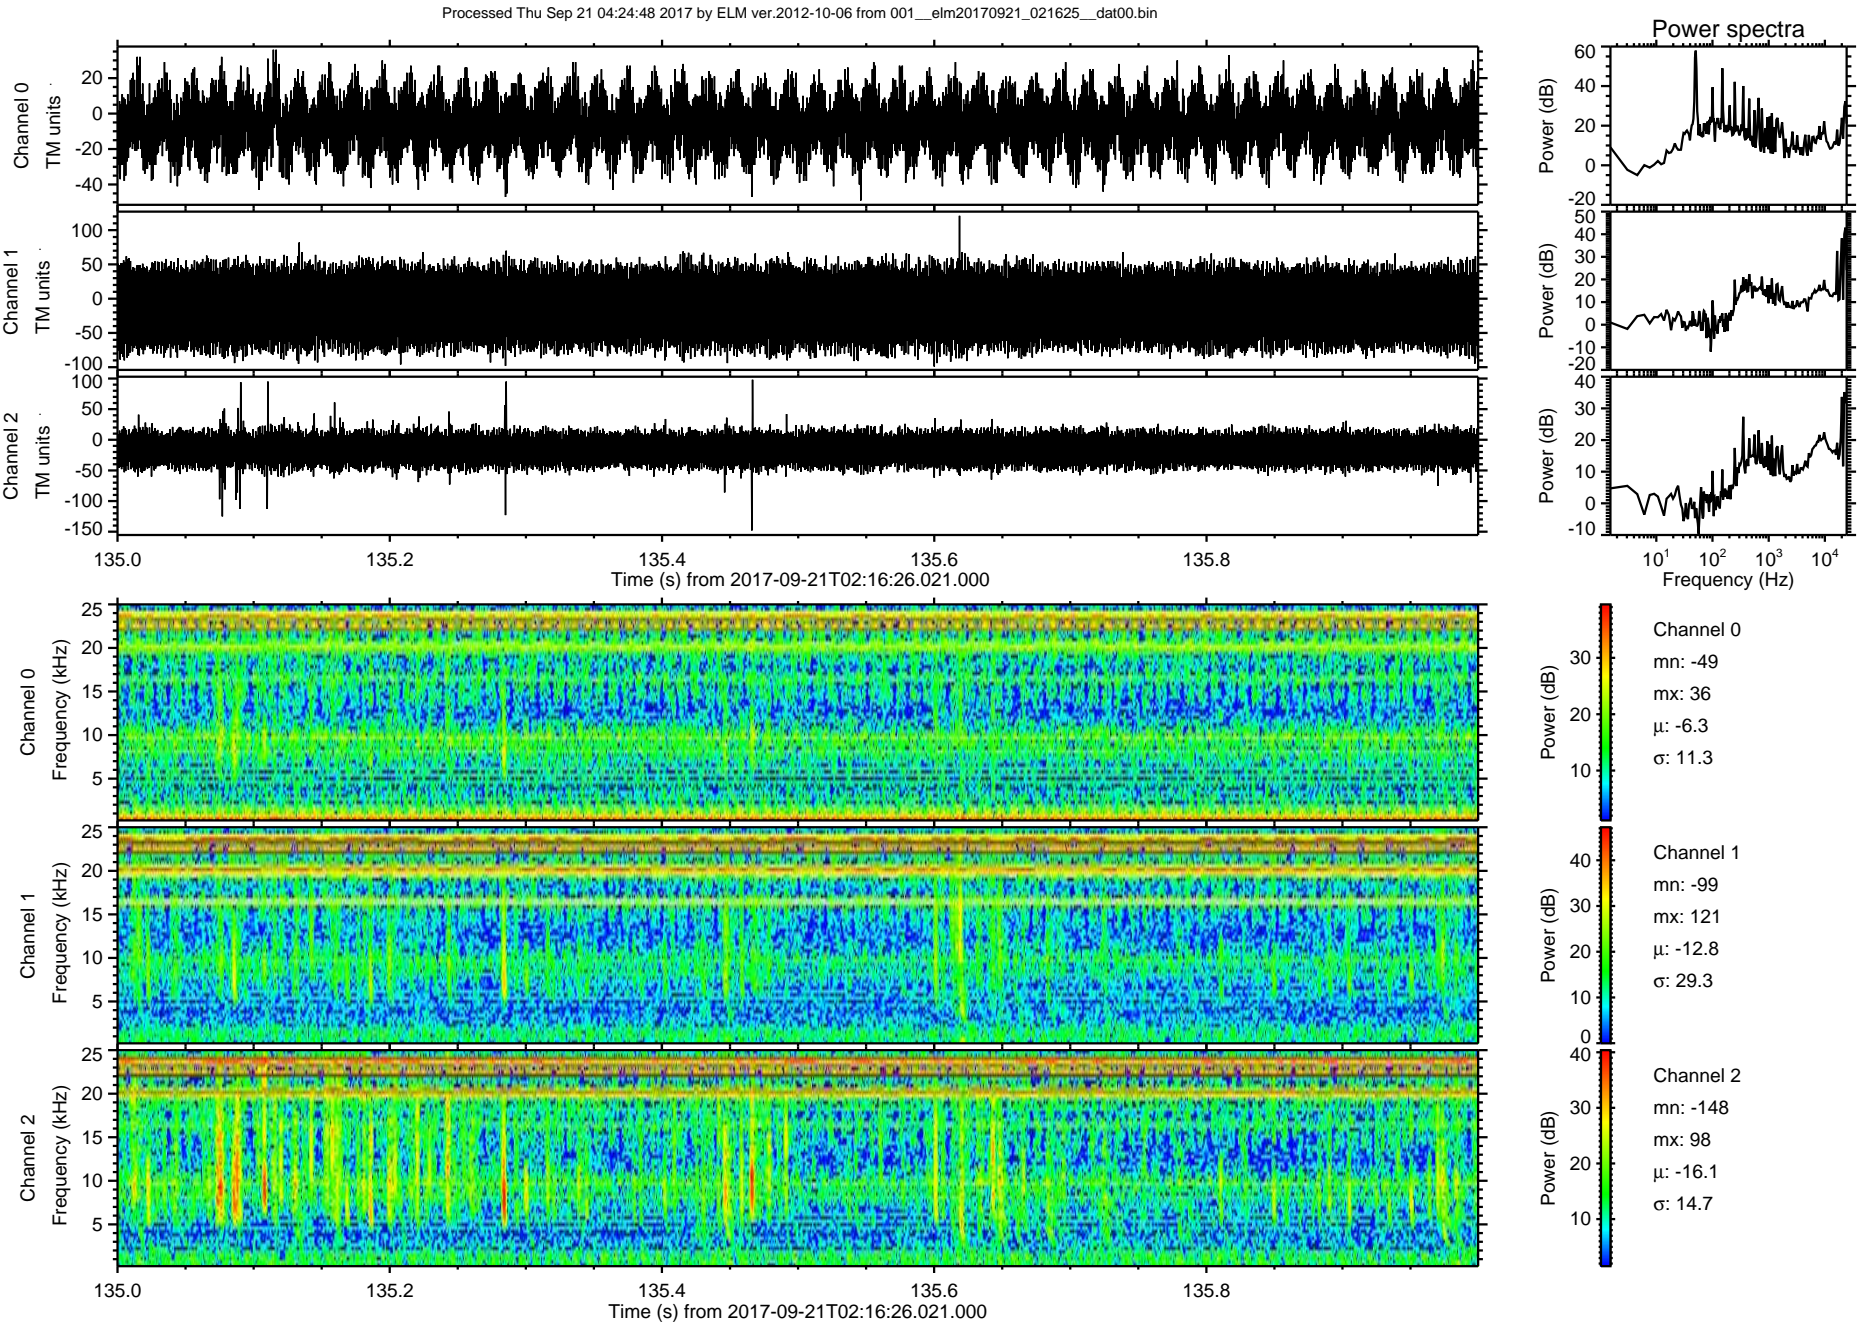 Processed Thu Sep 21 04:24:48 2017 by ELM ver.2012-10-06 from 001__elm20170921_021625__dat00.bin
Power spectra
Channel 0
TM units
20
0
-20
-40
Power (dB)
60
40
20
0
-20
Channel 1
TM units
100
50
0
-50
-100
Power (dB)
50
40
30
20
10
0
-10
-20
Channel 2
TM units
100
50
0
-50
-100
-150
Power (dB)
40
30
20
10
0
-10
135.0 135.2 135.4 135.6 135.8
Time (s) from 2017-09-21T02:16:26.021.000
10¹ 10² 10³ 10⁴
Frequency (Hz)
Channel 0
Frequency (kHz)
25
20
15
10
5
Power (dB)
30
20
10
Channel 0
mn: -49
mx: 36
μ: -6.3
σ: 11.3
Channel 1
Frequency (kHz)
25
20
15
10
5
Power (dB)
40
30
20
10
0
Channel 1
mn: -99
mx: 121
μ: -12.8
σ: 29.3
Channel 2
Frequency (kHz)
25
20
15
10
5
Power (dB)
40
30
20
10
Channel 2
mn: -148
mx: 98
μ: -16.1
σ: 14.7
135.0 135.2 135.4 135.6 135.8
Time (s) from 2017-09-21T02:16:26.021.000